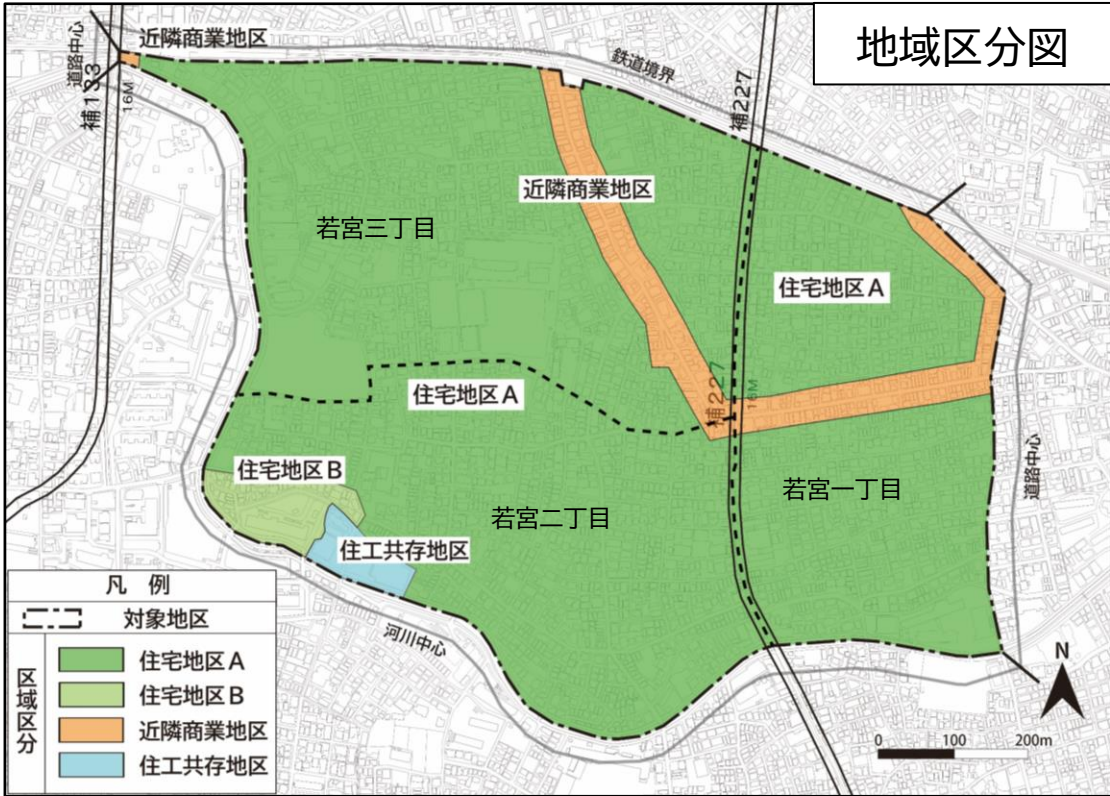 地域区分図
近隣商業地区
道路中心
補133
16M
鉄道境界
補227
近隣商業地区
若宮三丁目
住宅地区A
補227
16M
住宅地区A
住宅地区B
若宮一丁目
若宮二丁目
道路中心
住工共存地区
河川中心
凡例
対象地区
区域区分
住宅地区A
住宅地区B
近隣商業地区
住工共存地区
N
0 100 200m